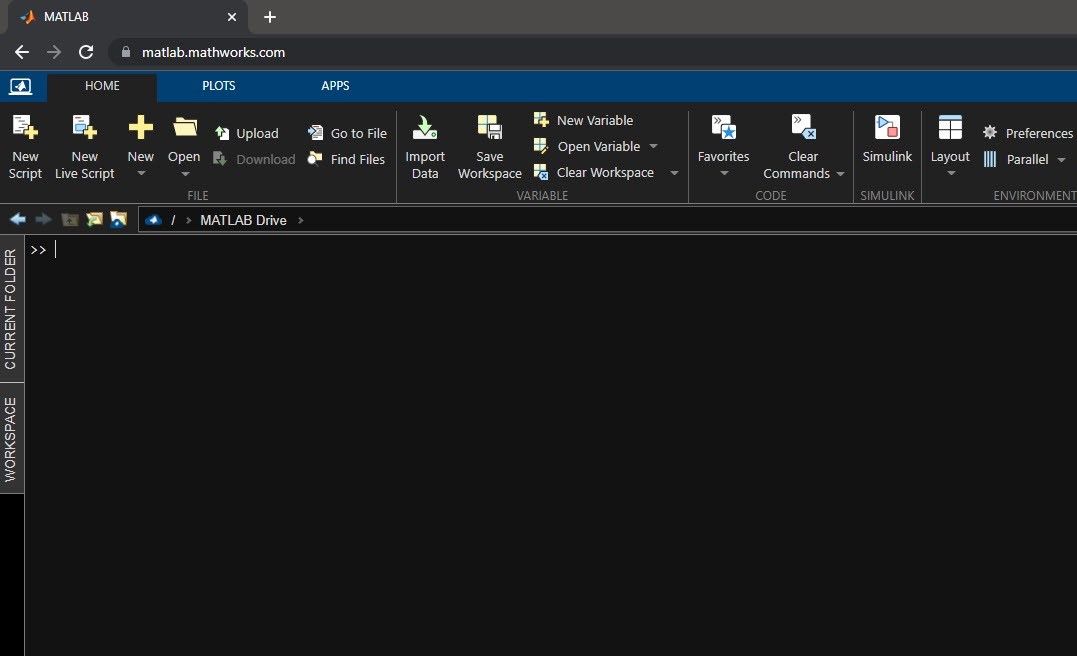 MATLAB
matlab.mathworks.com
HOME PLOTS APPS
New Script
New Live Script
New
Open
Upload
Download
Go to File
Find Files
FILE
Import Data
Save Workspace
New Variable
Open Variable
Clear Workspace
VARIABLE
Favorites
Clear Commands
CODE
Simulink
SIMULINK
Layout
Preferences
Parallel
ENVIRONMENT
/ > MATLAB Drive >
>>
CURRENT FOLDER
WORKSPACE